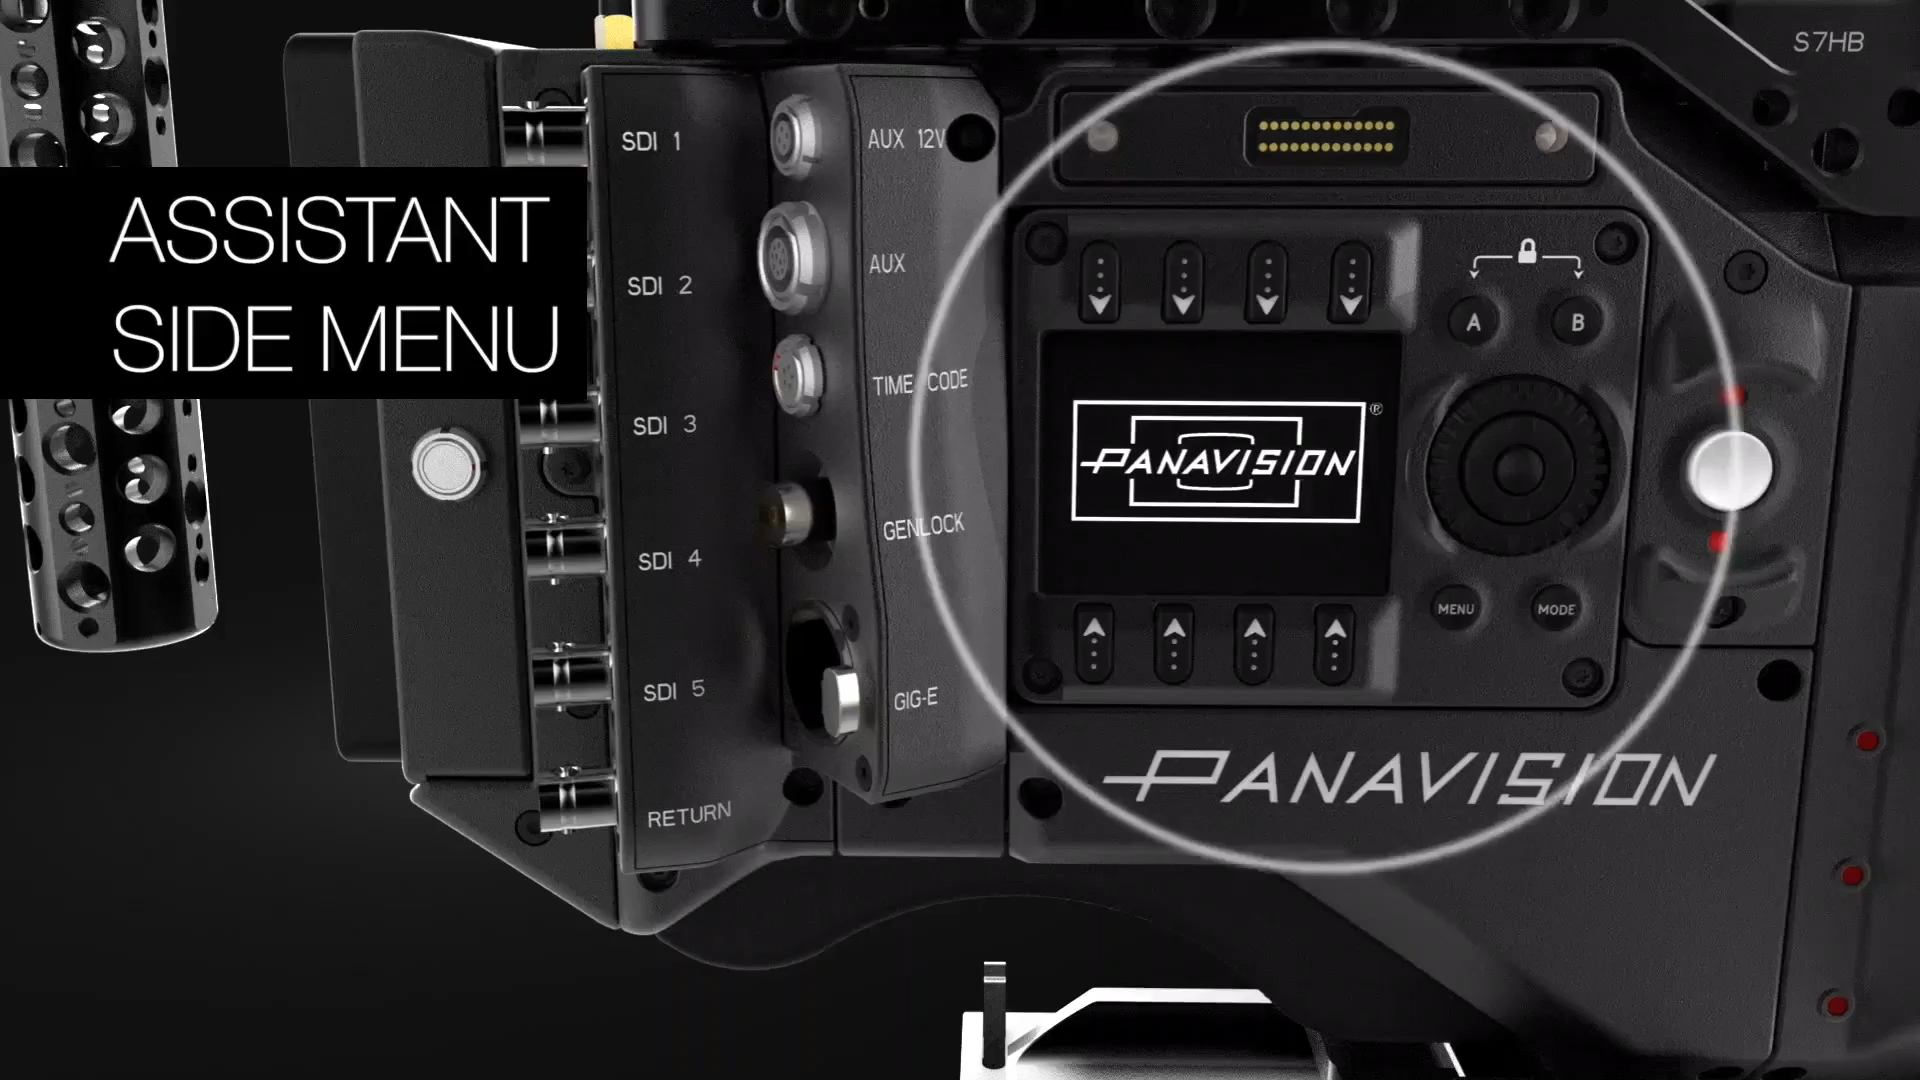 S7HB
ASSISTANT
SIDE MENU
SDI 1
SDI 2
SDI 3
SDI 4
SDI 5
RETURN
AUX 12V
AUX
TIME CODE
GENLOCK
GIG-E
A
B
PANAVISION®
MENU
MODE
PANAVISION